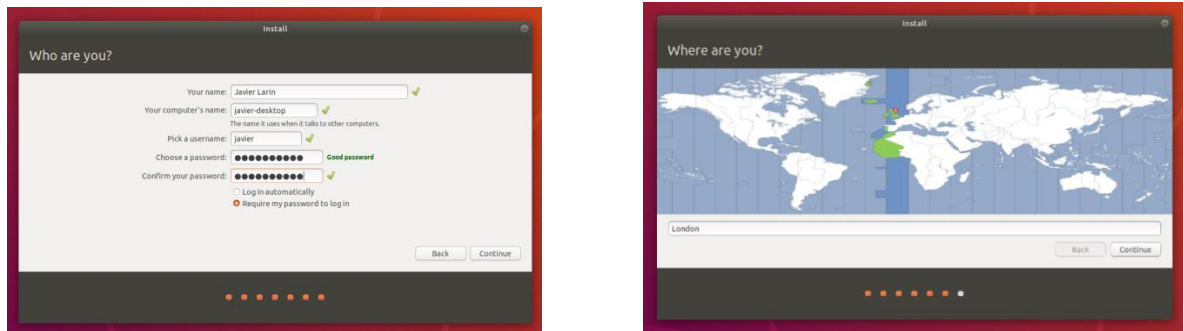 Install
Who are you?
Your name: Javier Larin
Your computer's name: javier-desktop
The name it uses when it talks to other computers.
Pick a username: javier
Choose a password: ●●●●●●●●●● Good password
Confirm your password: ●●●●●●●●●●
Log in automatically
Require my password to log in
Back Continue
Install
Where are you?
London
Back Continue